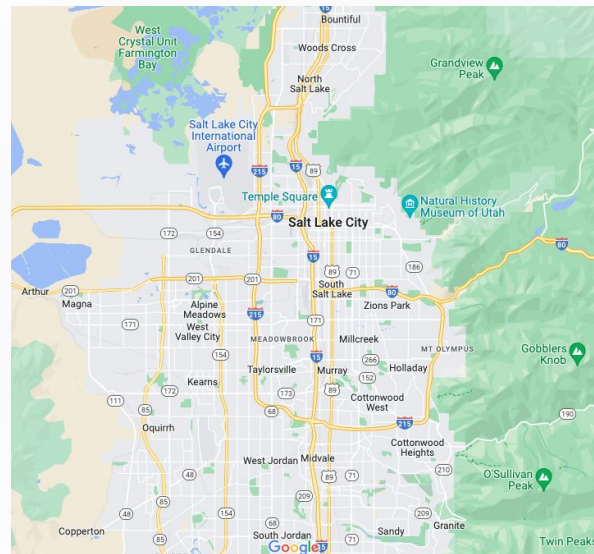 15
Bountiful
West
Crystal Unit
Farmington
Bay
Woods Cross
Grandview
Peak
North
Salt Lake
Salt Lake City
International
Airport
215
15
89
Temple Square
Natural History
Museum of Utah
80
Salt Lake City
172
154
GLENDALE
80
15
186
201
201
South
Salt Lake
71
Arthur
201
Magna
Alpine
Meadows
80
Zions Park
215
171
West
Valley City
171
MEADOWBROOK
Millcreek
MT OLYMPUS
Gobblers
Knob
154
15
266
Taylorsville
Murray
Holladay
Kearns
152
172
173
89
Cottonwood
West
111
85
68
215
190
Oquirrh
Cottonwood
Heights
West Jordan
Midvale
210
48
89
71
O'Sullivan
Peak
85
209
48
209
Copperton
85
Sandy
Granite
South Jordan
71
Twin Peaks
Google
15